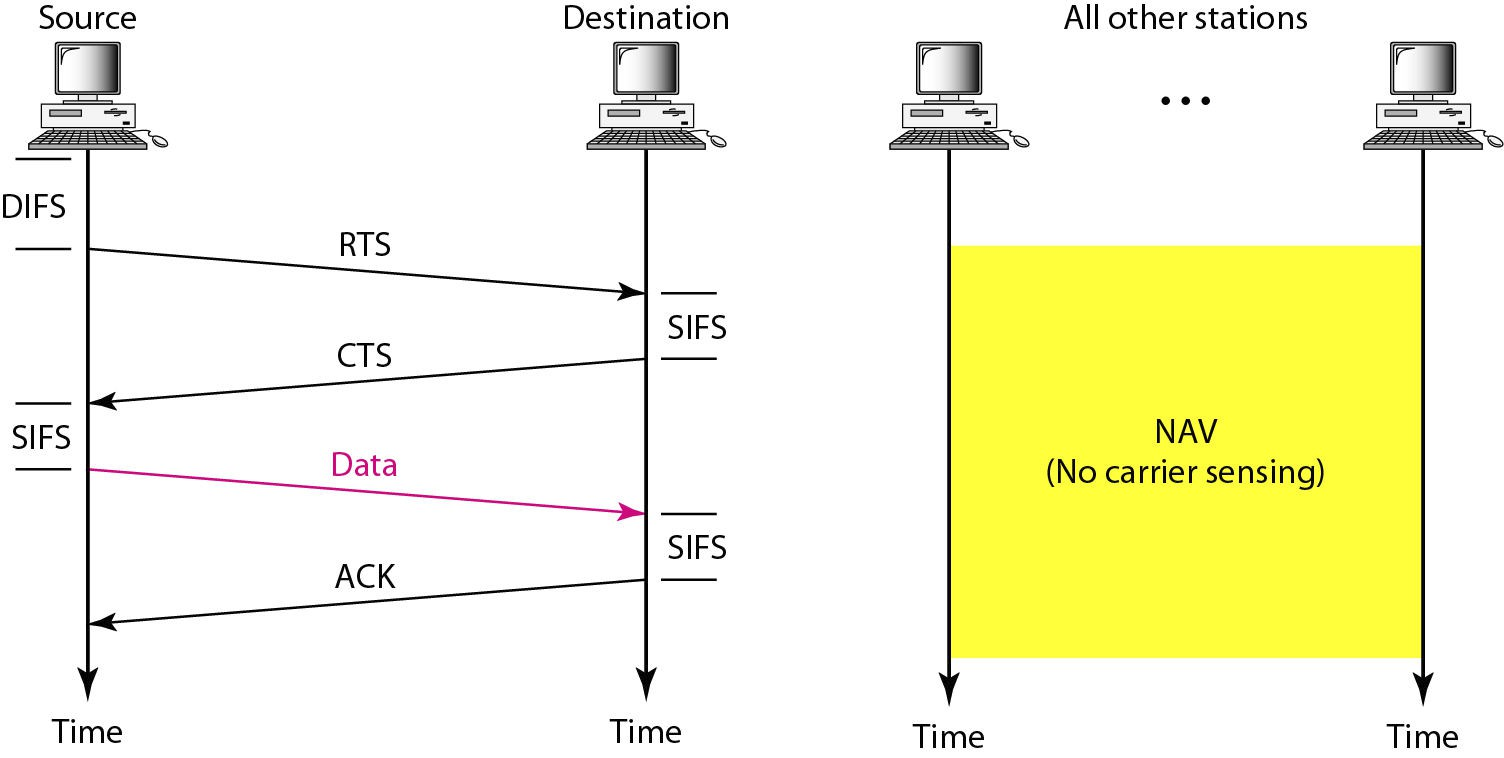 Source
Destination
All other stations
...
DIFS
RTS
SIFS
CTS
SIFS
Data
SIFS
ACK
NAV
(No carrier sensing)
Time
Time
Time
Time